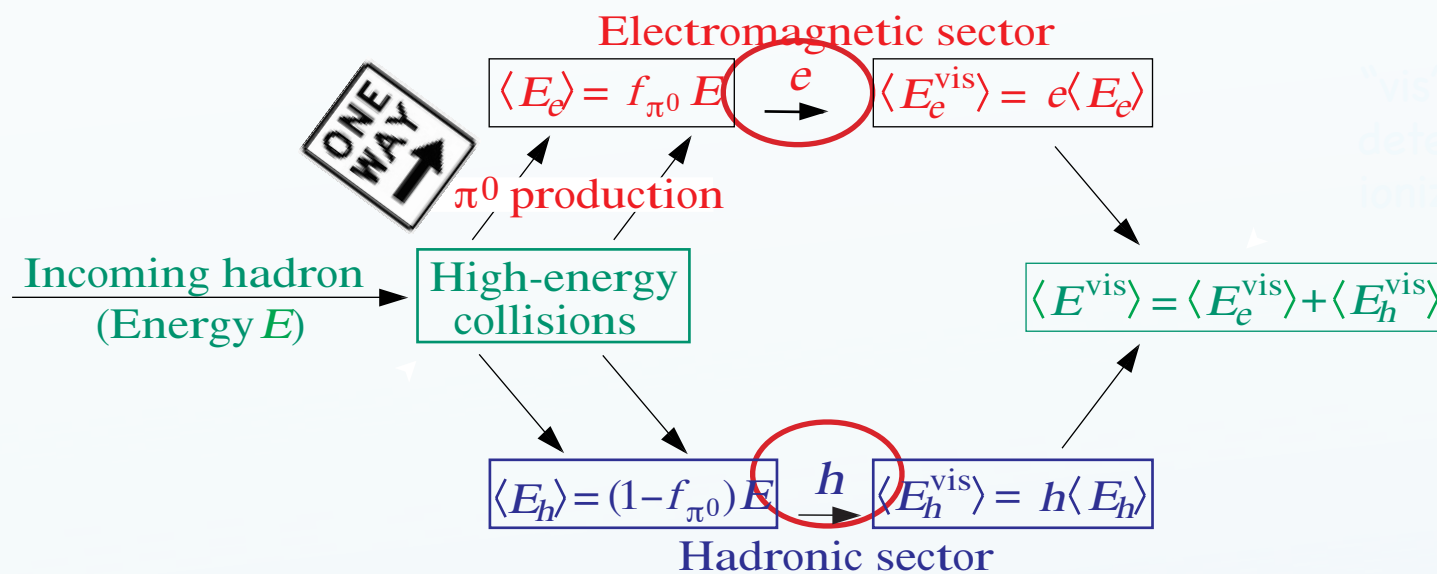 Electromagnetic sector
⟨E_e⟩ = f_π⁰ E
e
⟨E_e^vis⟩ = e⟨E_e⟩
ONE
WAY
π⁰ production
Incoming hadron
(Energy E)
High-energy
collisions
⟨E^vis⟩ = ⟨E_e^vis⟩ + ⟨E_h^vis⟩
⟨E_h⟩ = (1−f_π⁰) E
h
⟨E_h^vis⟩ = h⟨E_h⟩
Hadronic sector